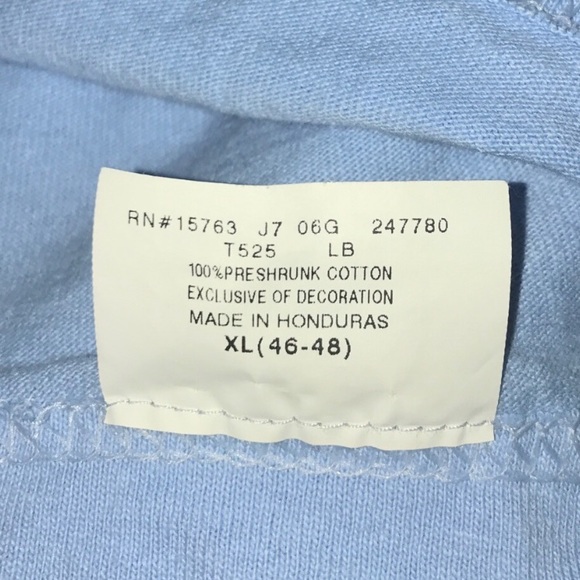 RN#15763 J7 06G 247780
T525 LB
100%PRESHRUNK COTTON
EXCLUSIVE OF DECORATION
MADE IN HONDURAS
XL(46-48)